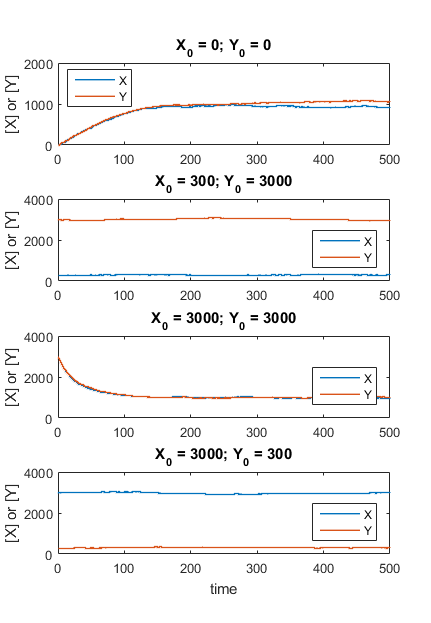 X0 = 0; Y0 = 0
[X] or [Y]
2000
1000
0
X
Y
0 100 200 300 400 500
X0 = 300; Y0 = 3000
[X] or [Y]
4000
2000
0
X
Y
0 100 200 300 400 500
X0 = 3000; Y0 = 3000
[X] or [Y]
4000
2000
0
X
Y
0 100 200 300 400 500
X0 = 3000; Y0 = 300
[X] or [Y]
4000
2000
0
X
Y
0 100 200 300 400 500
time